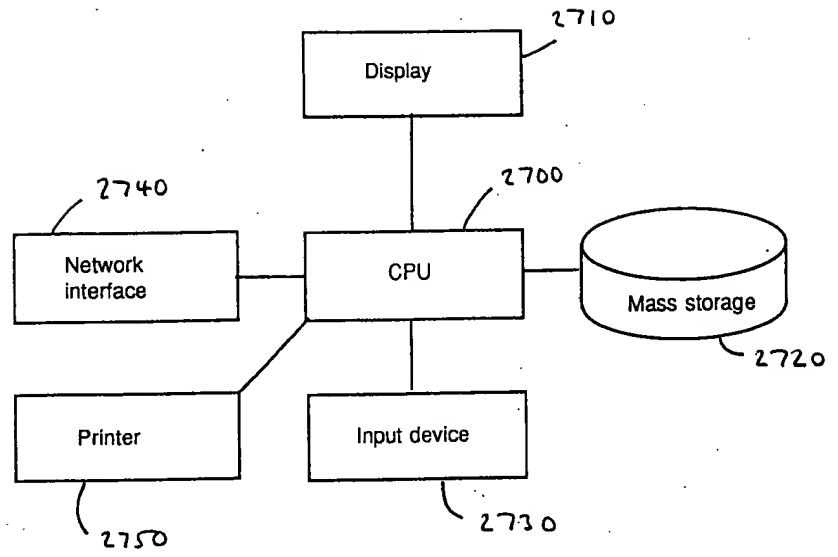 2710
Display
2740
2700
Network
interface
CPU
Mass storage
2720
Printer
Input device
2750
2730